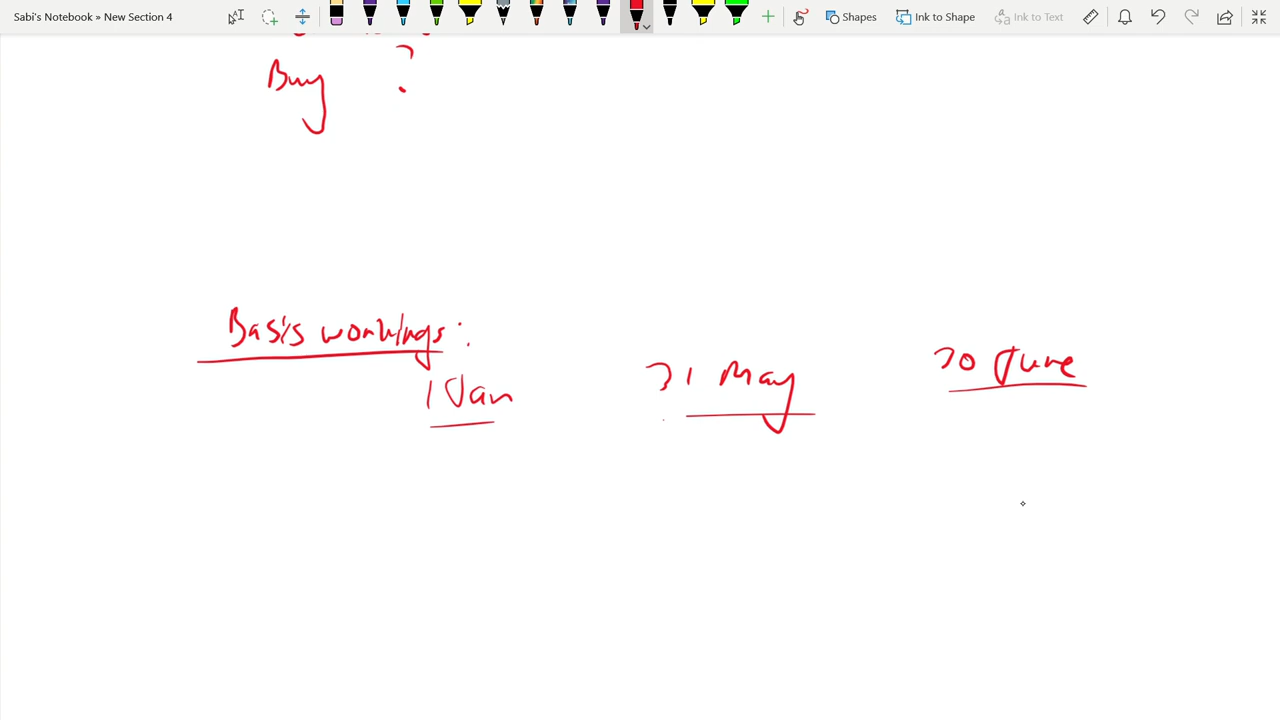 Sabi's Notebook » New Section 4
Shapes
Ink to Shape
Ink to Text
Buy ?
Basis workings:
1 Jan 31 May 30 June